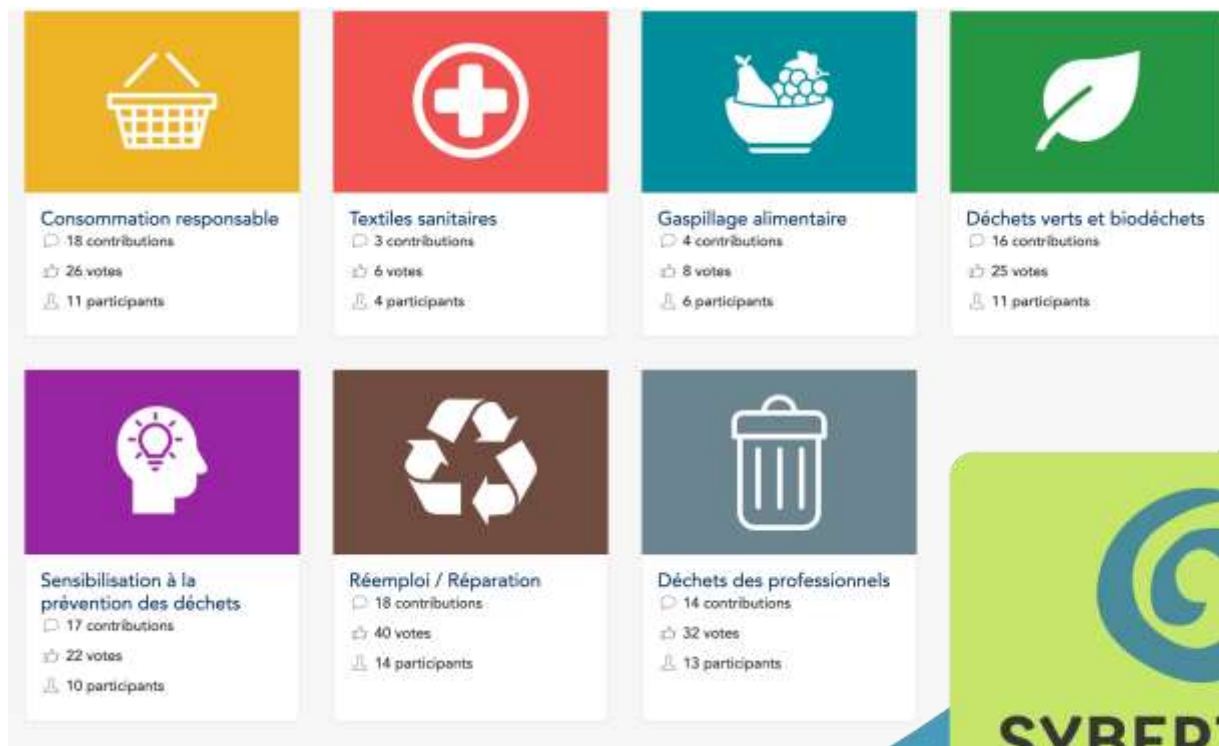 Consommation responsable
18 contributions
26 votes
11 participants
Textiles sanitaires
3 contributions
6 votes
4 participants
Gaspillage alimentaire
4 contributions
8 votes
6 participants
Déchets verts et biodéchets
16 contributions
25 votes
11 participants
Sensibilisation à la
prévention des déchets
17 contributions
22 votes
10 participants
Réemploi / Réparation
18 contributions
40 votes
14 participants
Déchets des professionnels
14 contributions
32 votes
13 participants
SYBERT